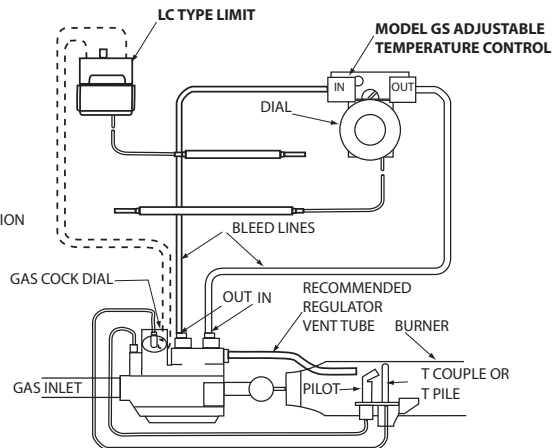 LC TYPE LIMIT
MODEL GS ADJUSTABLE
TEMPERATURE CONTROL
IN
OUT
DIAL
ION
BLEED LINES
GAS COCK DIAL
OUT IN
RECOMMENDED
REGULATOR
VENT TUBE
BURNER
GAS INLET
PILOT
T COUPLE OR
T PILE